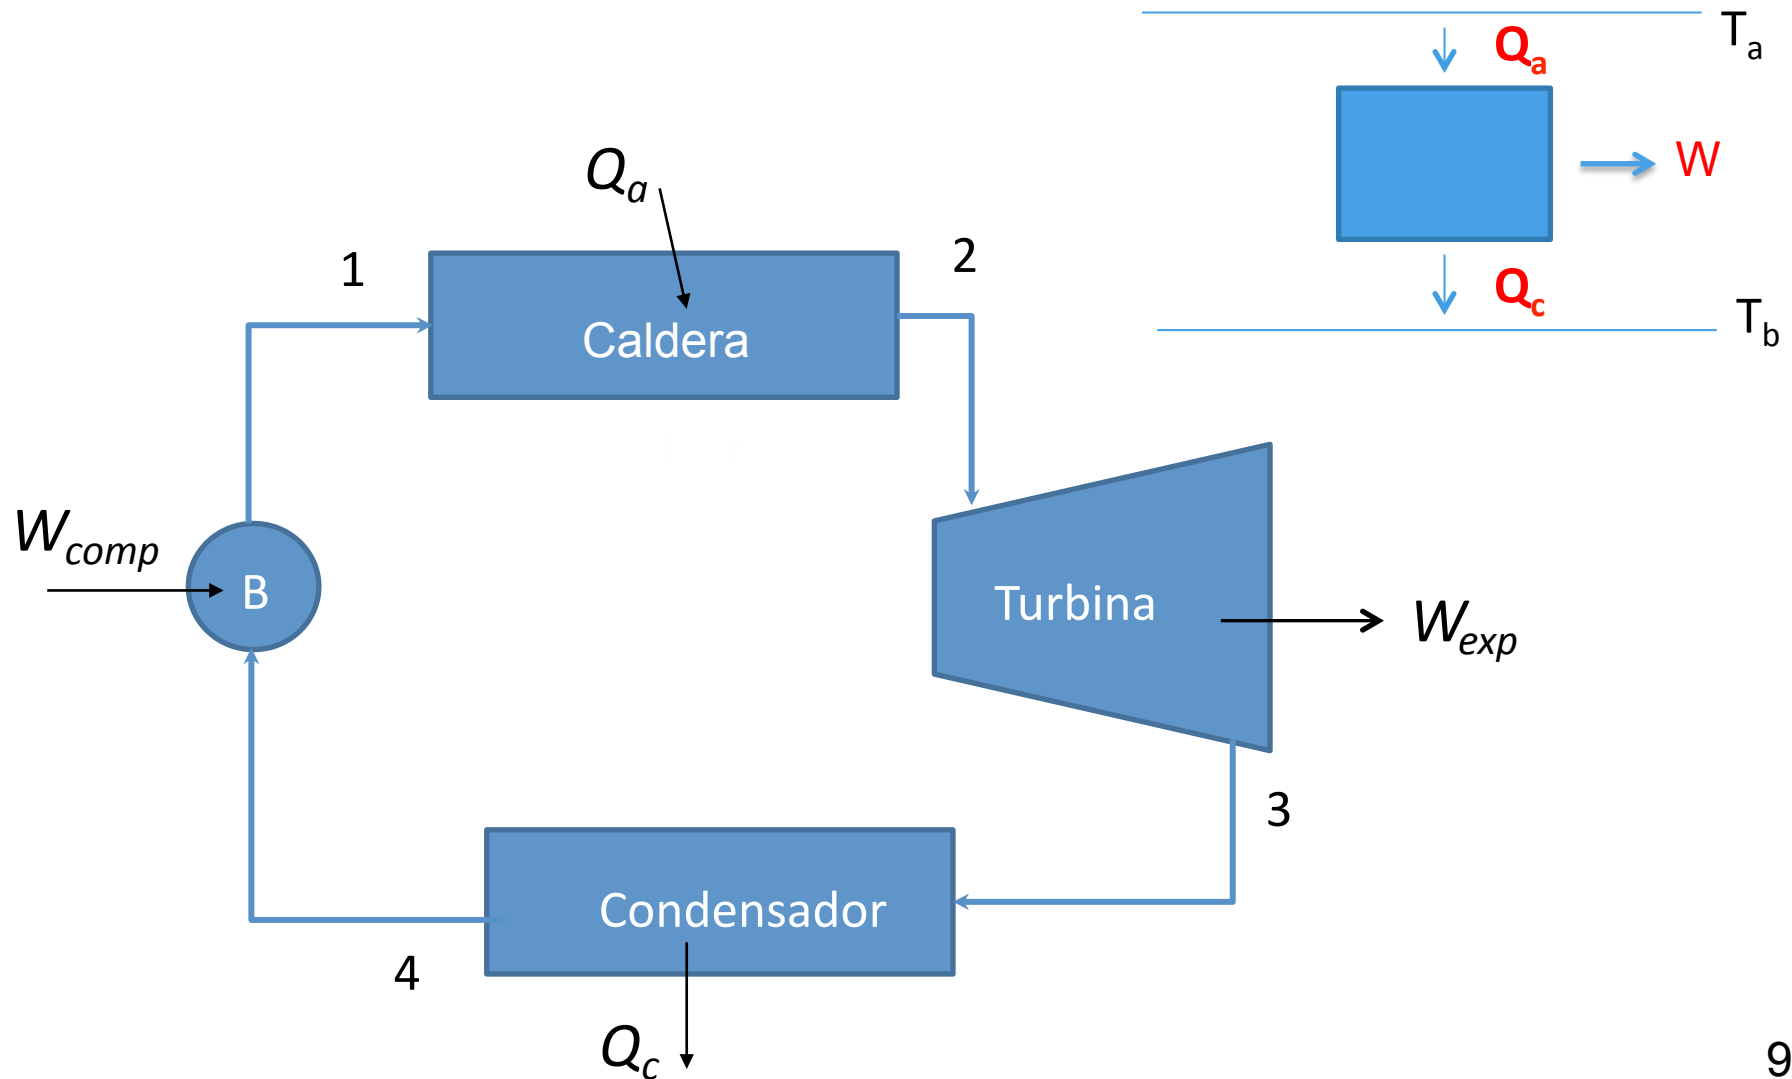 Ta
Qa
W
Qc
Tb
Qa
1
2
Caldera
Wcomp
B
Turbina
Wexp
3
Condensador
4
Qc
9